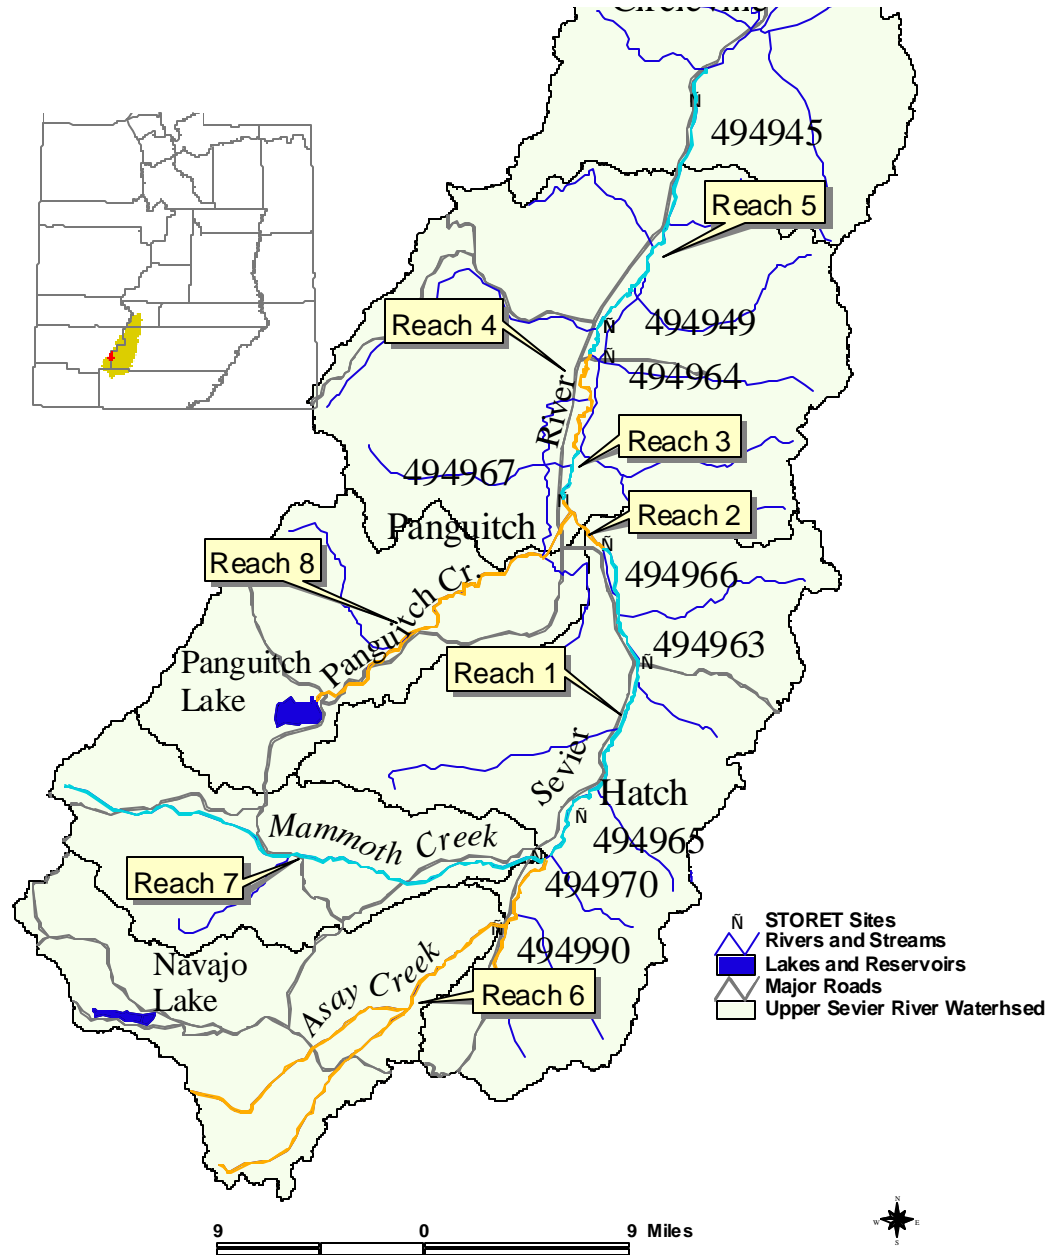 Circleville
494945
Reach 5
Reach 4
494949
494964
River
Reach 3
494967
Reach 2
Panguitch
Reach 8
494966
Panguitch Cr.
494963
Panguitch
Lake
Reach 1
Sevier
Hatch
494965
Mammoth Creek
Reach 7
494970
494990
Navajo
Lake
Asay Creek
Reach 6
Ñ STORET Sites
Rivers and Streams
Lakes and Reservoirs
Major Roads
Upper Sevier River Waterhsed
9 0 9 Miles
N
W E
S